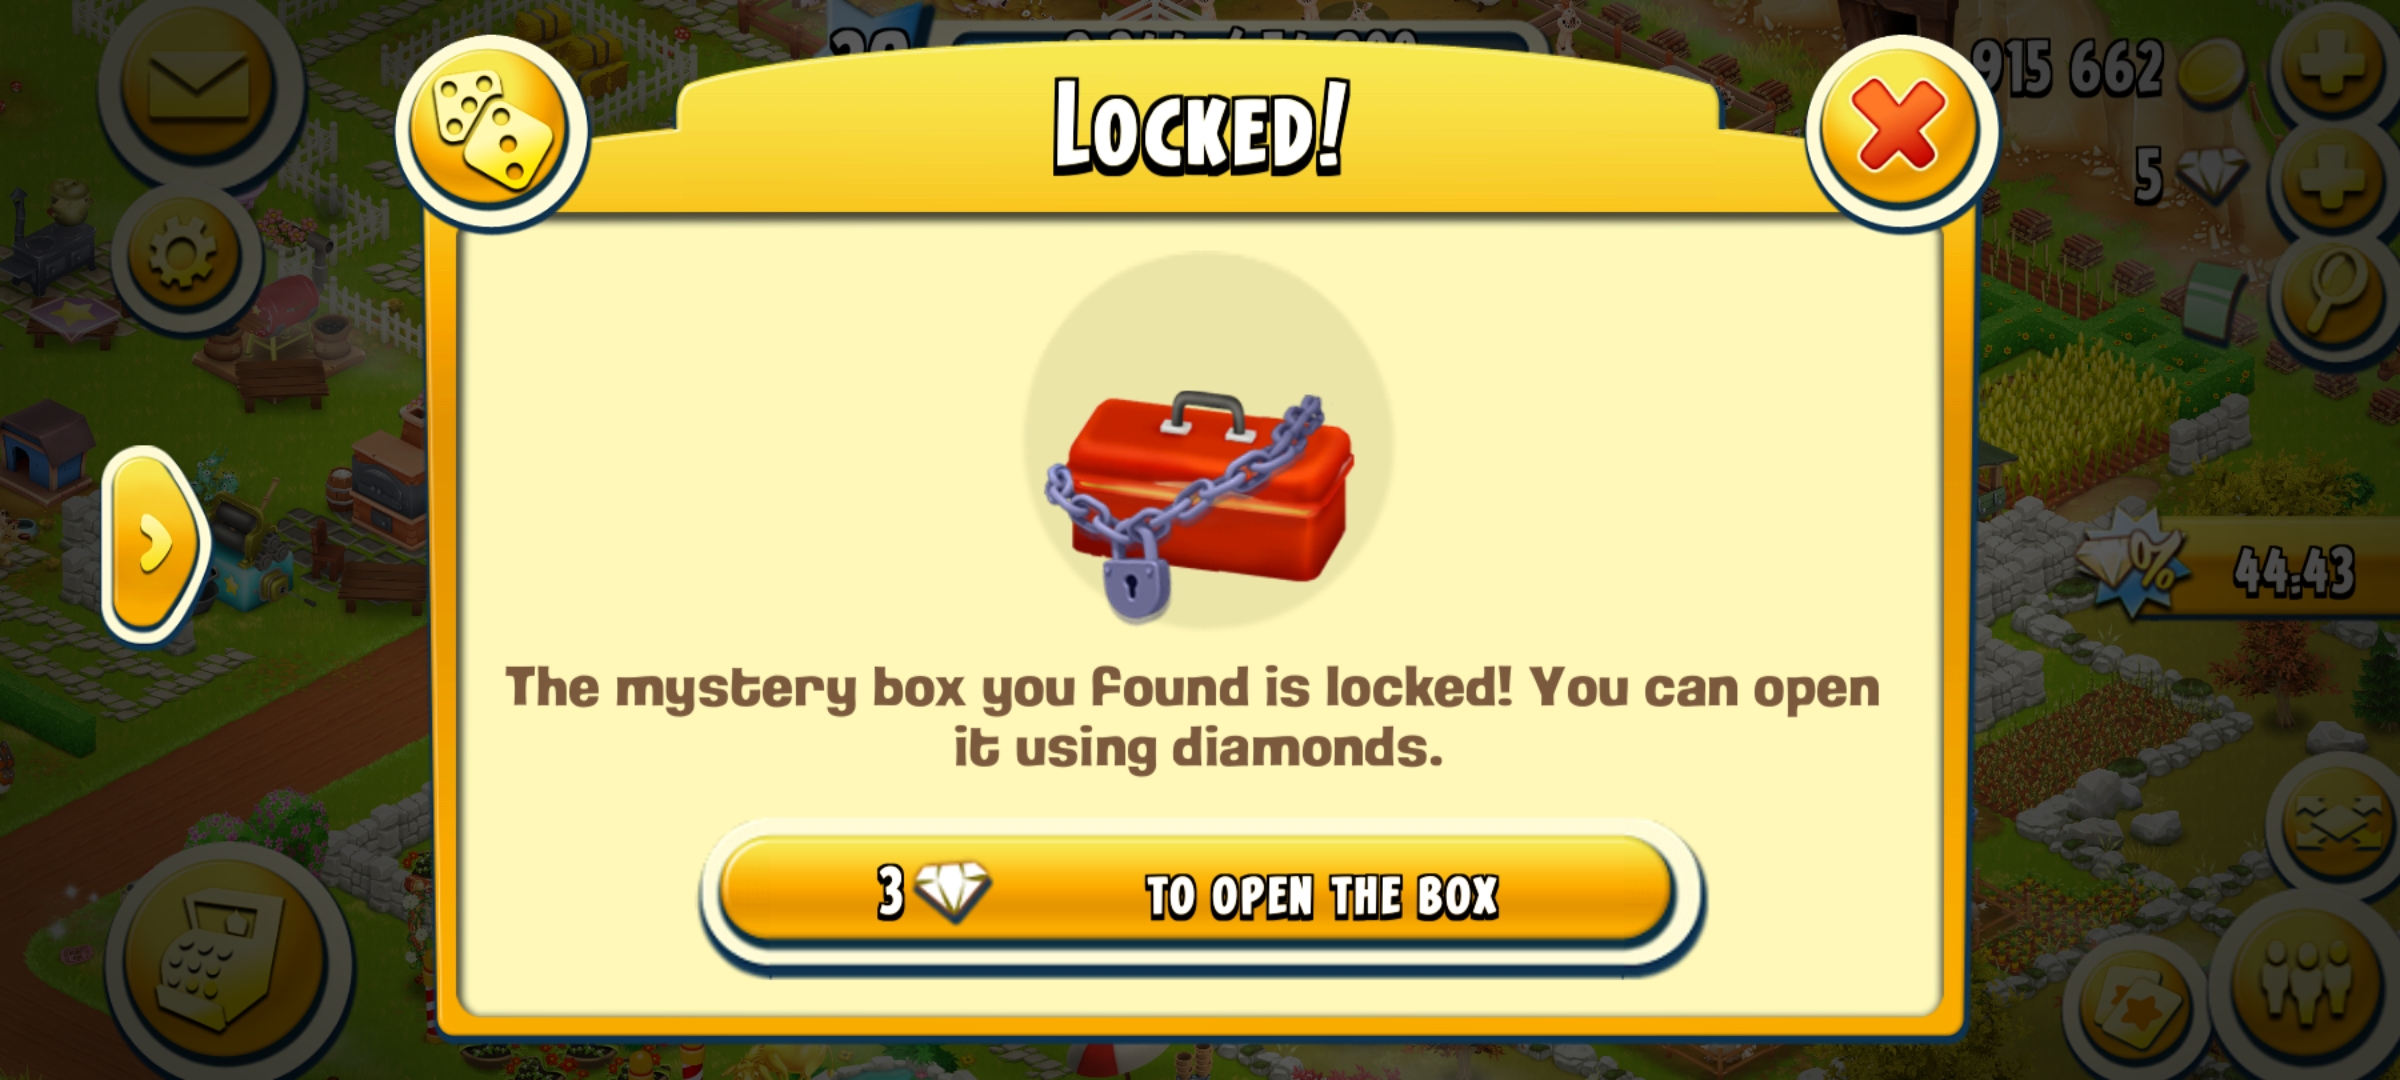 LOCKED!
915 662
5
44:43
The mystery box you found is locked! You can open
it using diamonds.
3 TO OPEN THE BOX